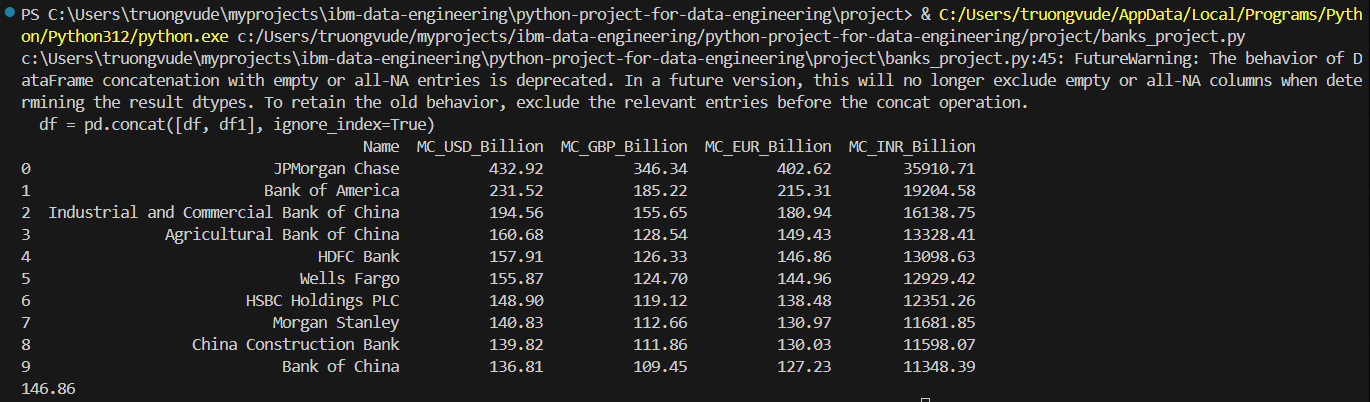 PS C:\Users\truongvude\myprojects\ibm-data-engineering\python-project-for-data-engineering\project> & C:/Users/truongvude/AppData/Local/Programs/Pyth
on/Python312/python.exe c:/Users/truongvude/myprojects/ibm-data-engineering/python-project-for-data-engineering/project/banks_project.py
c:\Users\truongvude\myprojects\ibm-data-engineering\python-project-for-data-engineering\project\banks_project.py:45: FutureWarning: The behavior of D
ataFrame concatenation with empty or all-NA entries is deprecated. In a future version, this will no longer exclude empty or all-NA columns when dete
rmining the result dtypes. To retain the old behavior, exclude the relevant entries before the concat operation.
  df = pd.concat([df, df1], ignore_index=True)
                                      Name  MC_USD_Billion  MC_GBP_Billion  MC_EUR_Billion  MC_INR_Billion
0                           JPMorgan Chase          432.92          346.34          402.62        35910.71
1                          Bank of America          231.52          185.22          215.31        19204.58
2  Industrial and Commercial Bank of China          194.56          155.65          180.94        16138.75
3               Agricultural Bank of China          160.68          128.54          149.43        13328.41
4                                HDFC Bank          157.91          126.33          146.86        13098.63
5                              Wells Fargo          155.87          124.70          144.96        12929.42
6                        HSBC Holdings PLC          148.90          119.12          138.48        12351.26
7                           Morgan Stanley          140.83          112.66          130.97        11681.85
8                  China Construction Bank          139.82          111.86          130.03        11598.07
9                            Bank of China          136.81          109.45          127.23        11348.39
146.86